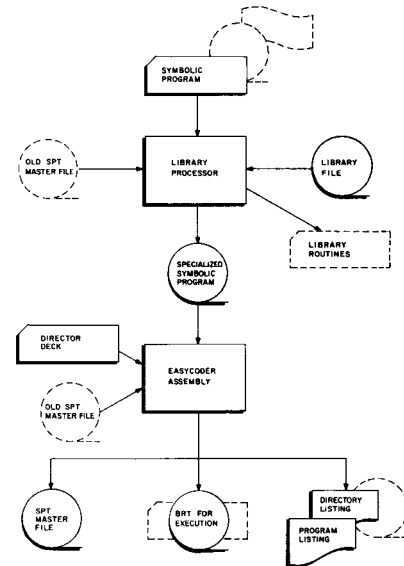 SYMBOLIC
PROGRAM
OLD SPT
MASTER FILE
LIBRARY
PROCESSOR
LIBRARY
FILE
LIBRARY
ROUTINES
SPECIALIZED
SYMBOLIC
PROGRAM
DIRECTOR
DECK
EASYCODER
ASSEMBLY
OLD SPT
MASTER FILE
SPT
MASTER
FILE
BRT FOR
EXECUTION
DIRECTORY
LISTING
PROGRAM
LISTING